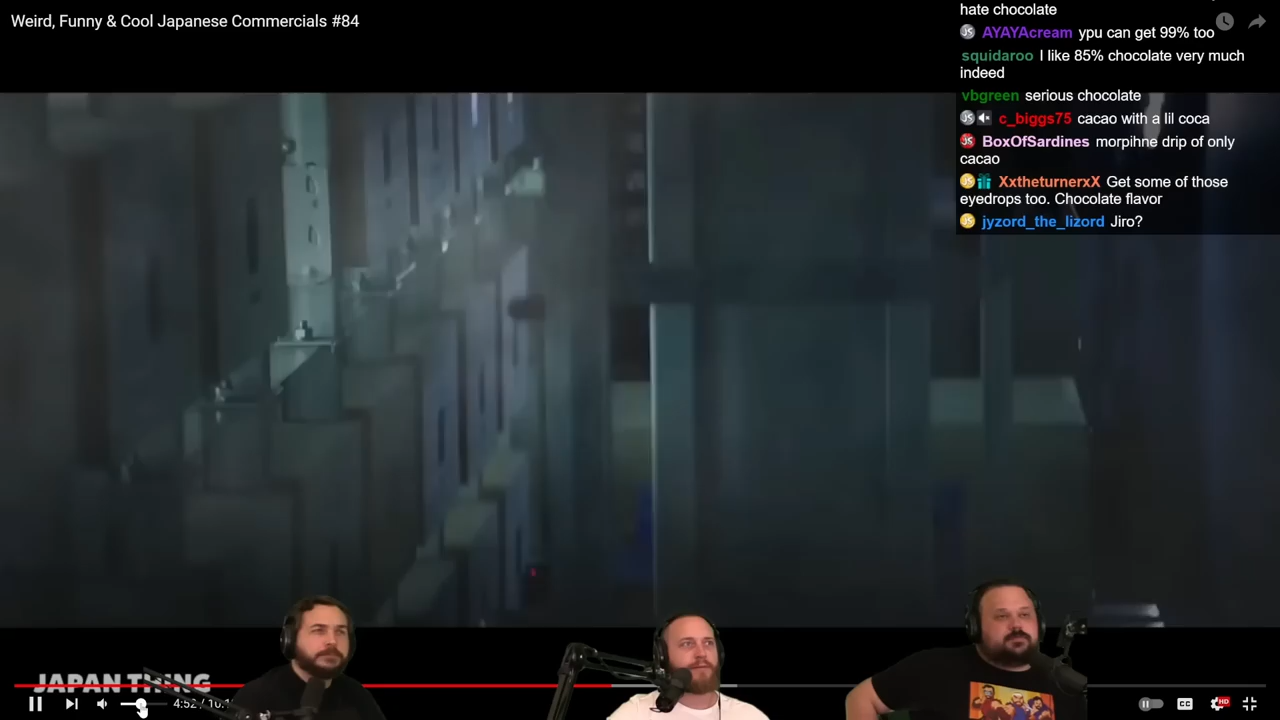 Weird, Funny & Cool Japanese Commercials #84
hate chocolate
AYAYAcream ypu can get 99% too
squidaroo I like 85% chocolate very much
indeed
vbgreen serious chocolate
c_biggs75 cacao with a lil coca
BoxOfSardines morpihne drip of only
cacao
XxtheturnerxX Get some of those
eyedrops too. Chocolate flavor
jyzord_the_lizord Jiro?
JAPAN THING
4:52 /
HD